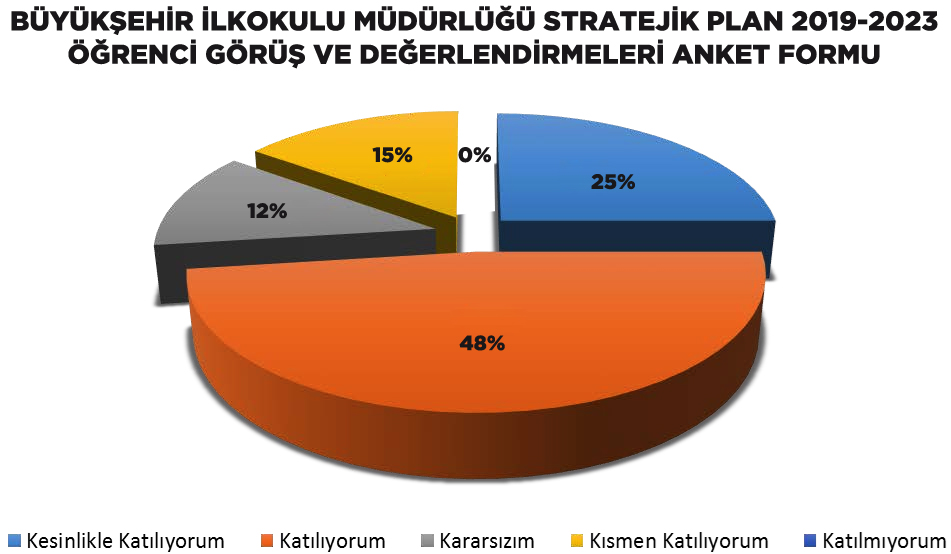 BÜYÜKŞEHİR İLKOKULU MÜDÜRLÜĞÜ STRATEJİK PLAN 2019-2023
ÖĞRENCİ GÖRÜŞ VE DEĞERLENDİRMELERİ ANKET FORMU
15%
0%
25%
12%
48%
Kesinlikle Katılıyorum
Katılıyorum
Kararsızım
Kısmen Katılıyorum
Katılmıyorum